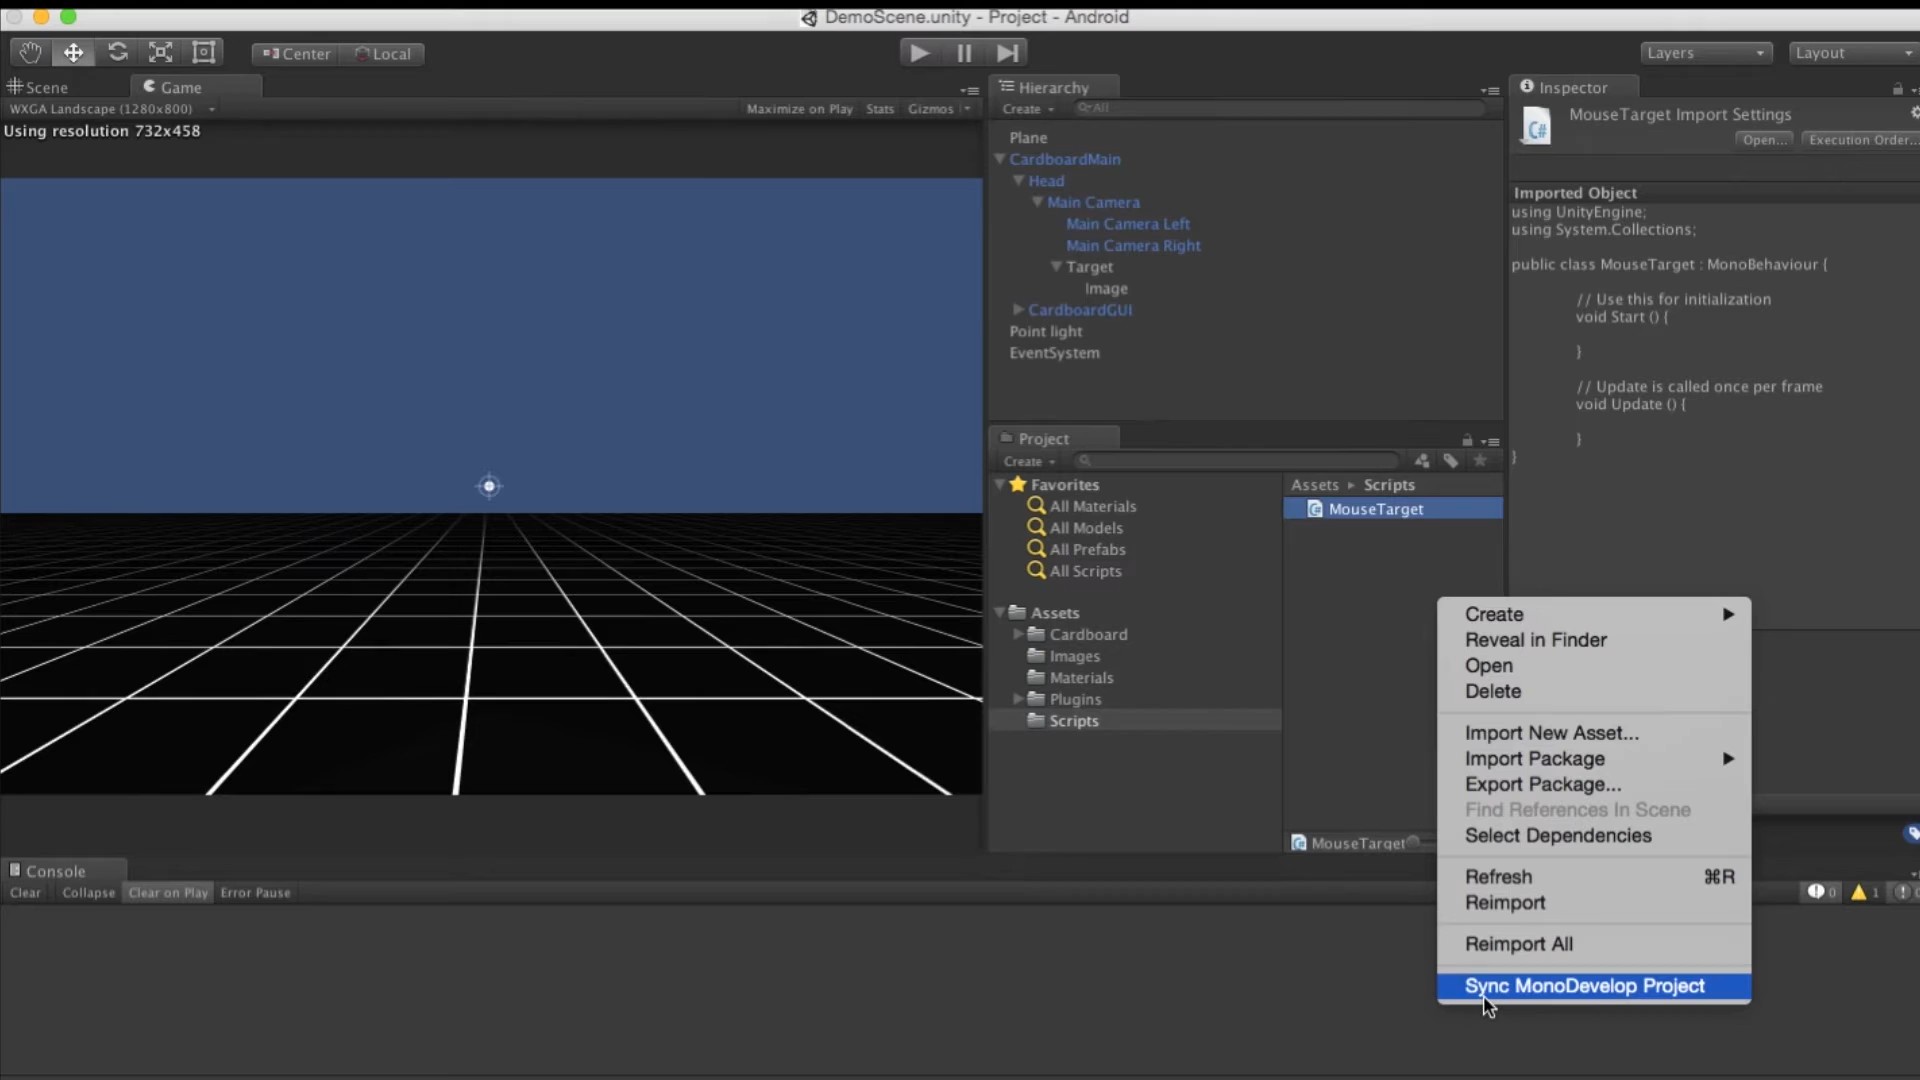 DemoScene.unity - Project - Android
Center
Local
Layers
Layout
Scene
Game
WXGA Landscape (1280x800)
Maximize on Play
Stats
Gizmos
Using resolution 732x458
Hierarchy
Create
All
Plane
CardboardMain
Head
Main Camera
Main Camera Left
Main Camera Right
Target
Image
CardboardGUI
Point light
EventSystem
Project
Create
Favorites
All Materials
All Models
All Prefabs
All Scripts
Assets
Cardboard
Images
Materials
Plugins
Scripts
Assets ▸ Scripts
C# MouseTarget
MouseTarget
Inspector
C#
MouseTarget Import Settings
Open...
Execution Order...
Imported Object
using UnityEngine;
using System.Collections;
public class MouseTarget : MonoBehaviour {
// Use this for initialization
void Start () {
}
// Update is called once per frame
void Update () {
}
}
Create
Reveal in Finder
Open
Delete
Import New Asset...
Import Package
Export Package...
Find References In Scene
Select Dependencies
Refresh ⌘R
Reimport
Reimport All
Sync MonoDevelop Project
Console
Clear
Collapse
Clear on Play
Error Pause
0
1